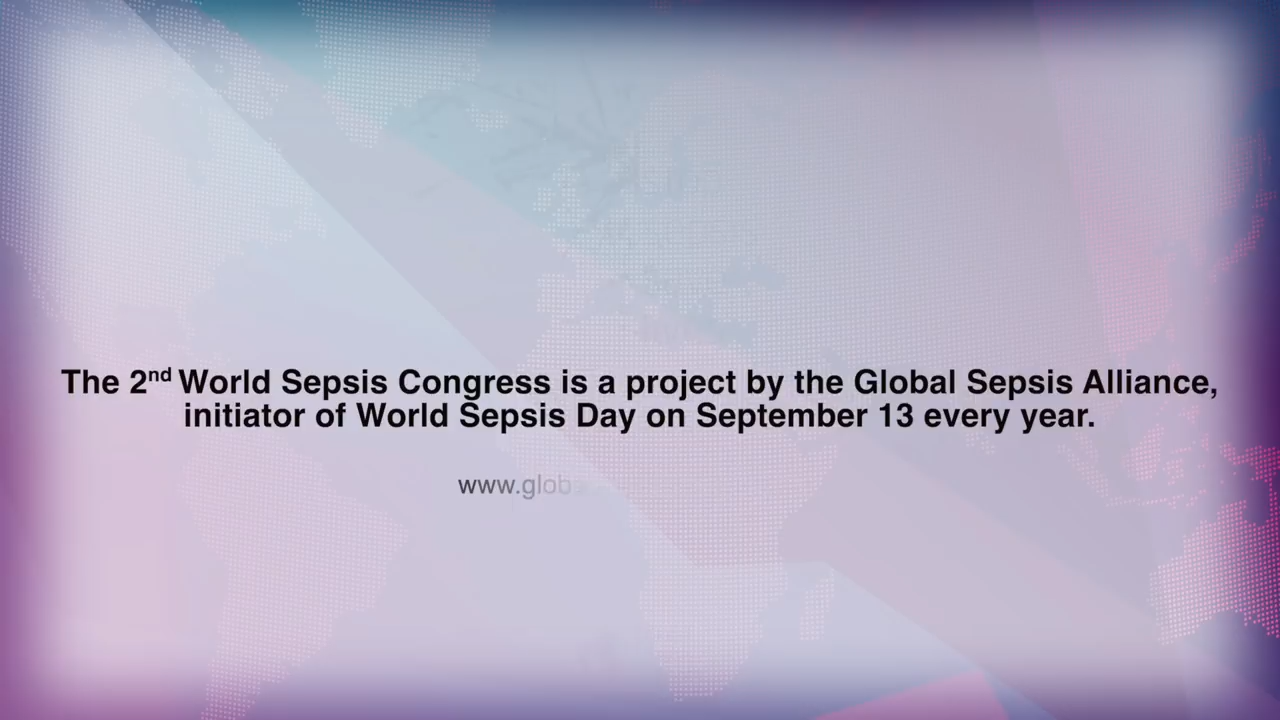 The 2nd World Sepsis Congress is a project by the Global Sepsis Alliance,
initiator of World Sepsis Day on September 13 every year.
www.glob